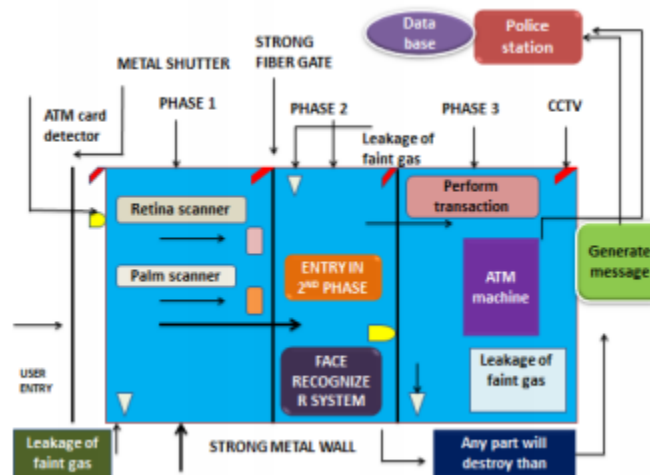 Data
base
Police
station
STRONG
FIBER GATE
METAL SHUTTER
PHASE 1
PHASE 2
PHASE 3
CCTV
ATM card
detector
Leakage of
faint gas
Retina scanner
Perform
transaction
Palm scanner
ENTRY IN
2ND PHASE
ATM
machine
Generate
message
FACE
RECOGNIZE
R SYSTEM
Leakage of
faint gas
USER
ENTRY
Leakage of
faint gas
STRONG METAL WALL
Any part will
destroy than